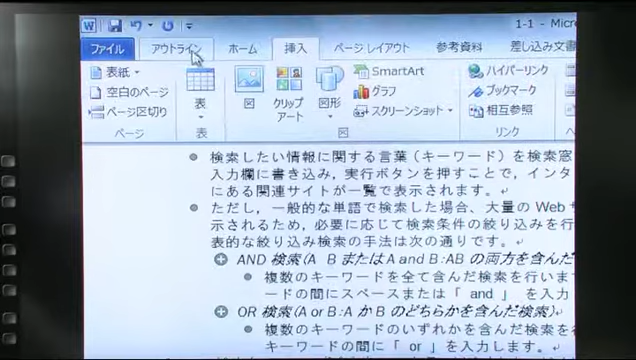 1-1 - Micro
ファイル アウトライン ホーム 挿入 ページ レイアウト 参考資料 差し込み文書
表紙 表 図 クリップアート 図形 SmartArt ハイパーリンク
空白のページ グラフ ブックマーク
ページ区切り スクリーンショット 相互参照
ページ 表 図 リンク
検索したい情報に関する言葉（キーワード）を検索窓
入力欄に書き込み，実行ボタンを押すことで，インタ
にある関連サイトが一覧で表示されます。
ただし，一般的な単語で検索した場合、大量の Web サ
示されるため，必要に応じて検索条件の絞り込みを行
表的な絞り込み検索の手法は次の通りです。
AND 検索(A B または A and B:AB の両方を含んだ
複数のキーワードを全て含んだ検索を行いま
ードの間にスペースまたは「 and 」 を入力
OR 検索(A or B:A か B のどちらかを含んだ検索)
複数のキーワードのいずれかを含んだ検索を
キーワードの間に「 or 」を入力します。